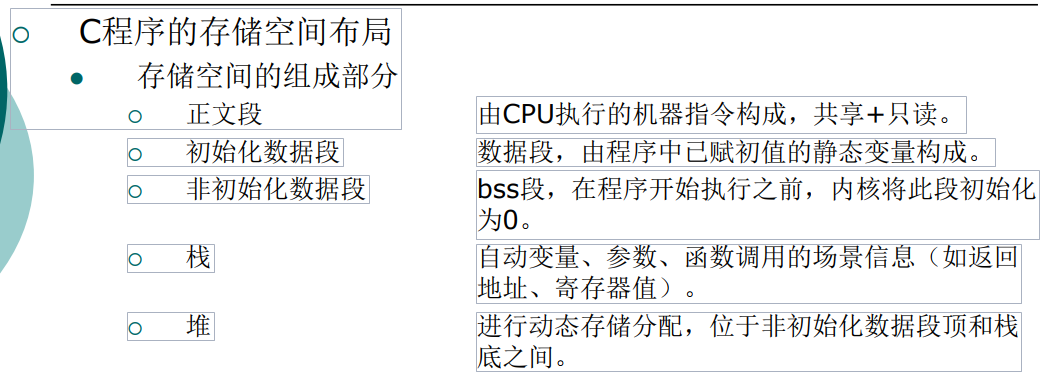 C程序的存储空间布局
存储空间的组成部分
正文段
由CPU执行的机器指令构成，共享+只读。
初始化数据段
数据段，由程序中已赋初值的静态变量构成。
非初始化数据段
bss段，在程序开始执行之前，内核将此段初始化
为0。
栈
自动变量、参数、函数调用的场景信息（如返回
地址、寄存器值）。
堆
进行动态存储分配，位于非初始化数据段顶和栈
底之间。